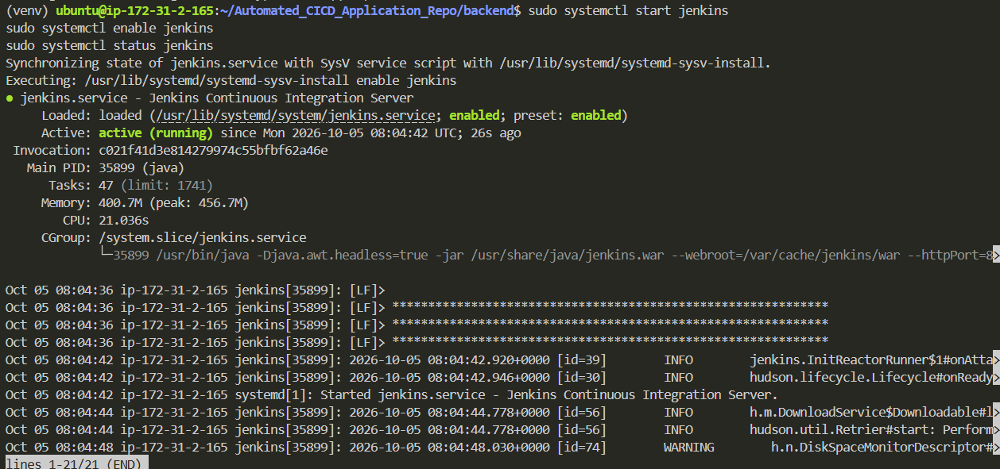 (venv) ubuntu@ip-172-31-2-165:~/Automated_CICD_Application_Repo/backend$ sudo systemctl start jenkins
sudo systemctl enable jenkins
sudo systemctl status jenkins
Synchronizing state of jenkins.service with SysV service script with /usr/lib/systemd/systemd-sysv-install.
Executing: /usr/lib/systemd/systemd-sysv-install enable jenkins
● jenkins.service - Jenkins Continuous Integration Server
     Loaded: loaded (/usr/lib/systemd/system/jenkins.service; enabled; preset: enabled)
     Active: active (running) since Mon 2026-10-05 08:04:42 UTC; 26s ago
 Invocation: c021f41d3e814279974c55bfbf62a46e
   Main PID: 35899 (java)
      Tasks: 47 (limit: 1741)
     Memory: 400.7M (peak: 456.7M)
        CPU: 21.036s
     CGroup: /system.slice/jenkins.service
             └─35899 /usr/bin/java -Djava.awt.headless=true -jar /usr/share/java/jenkins.war --webroot=/var/cache/jenkins/war --httpPort=8>
Oct 05 08:04:36 ip-172-31-2-165 jenkins[35899]: [LF]>
Oct 05 08:04:36 ip-172-31-2-165 jenkins[35899]: [LF]> *************************************************************
Oct 05 08:04:36 ip-172-31-2-165 jenkins[35899]: [LF]> *************************************************************
Oct 05 08:04:36 ip-172-31-2-165 jenkins[35899]: [LF]> *************************************************************
Oct 05 08:04:42 ip-172-31-2-165 jenkins[35899]: 2026-10-05 08:04:42.920+0000 [id=39]        INFO        jenkins.InitReactorRunner$1#onAtta>
Oct 05 08:04:42 ip-172-31-2-165 jenkins[35899]: 2026-10-05 08:04:42.946+0000 [id=30]        INFO        hudson.lifecycle.Lifecycle#onReady>
Oct 05 08:04:42 ip-172-31-2-165 systemd[1]: Started jenkins.service - Jenkins Continuous Integration Server.
Oct 05 08:04:44 ip-172-31-2-165 jenkins[35899]: 2026-10-05 08:04:44.778+0000 [id=56]        INFO        h.m.DownloadService$Downloadable#l>
Oct 05 08:04:44 ip-172-31-2-165 jenkins[35899]: 2026-10-05 08:04:44.778+0000 [id=56]        INFO        hudson.util.Retrier#start: Perform>
Oct 05 08:04:48 ip-172-31-2-165 jenkins[35899]: 2026-10-05 08:04:48.030+0000 [id=74]        WARNING        h.n.DiskSpaceMonitorDescriptor#>
lines 1-21/21 (END)